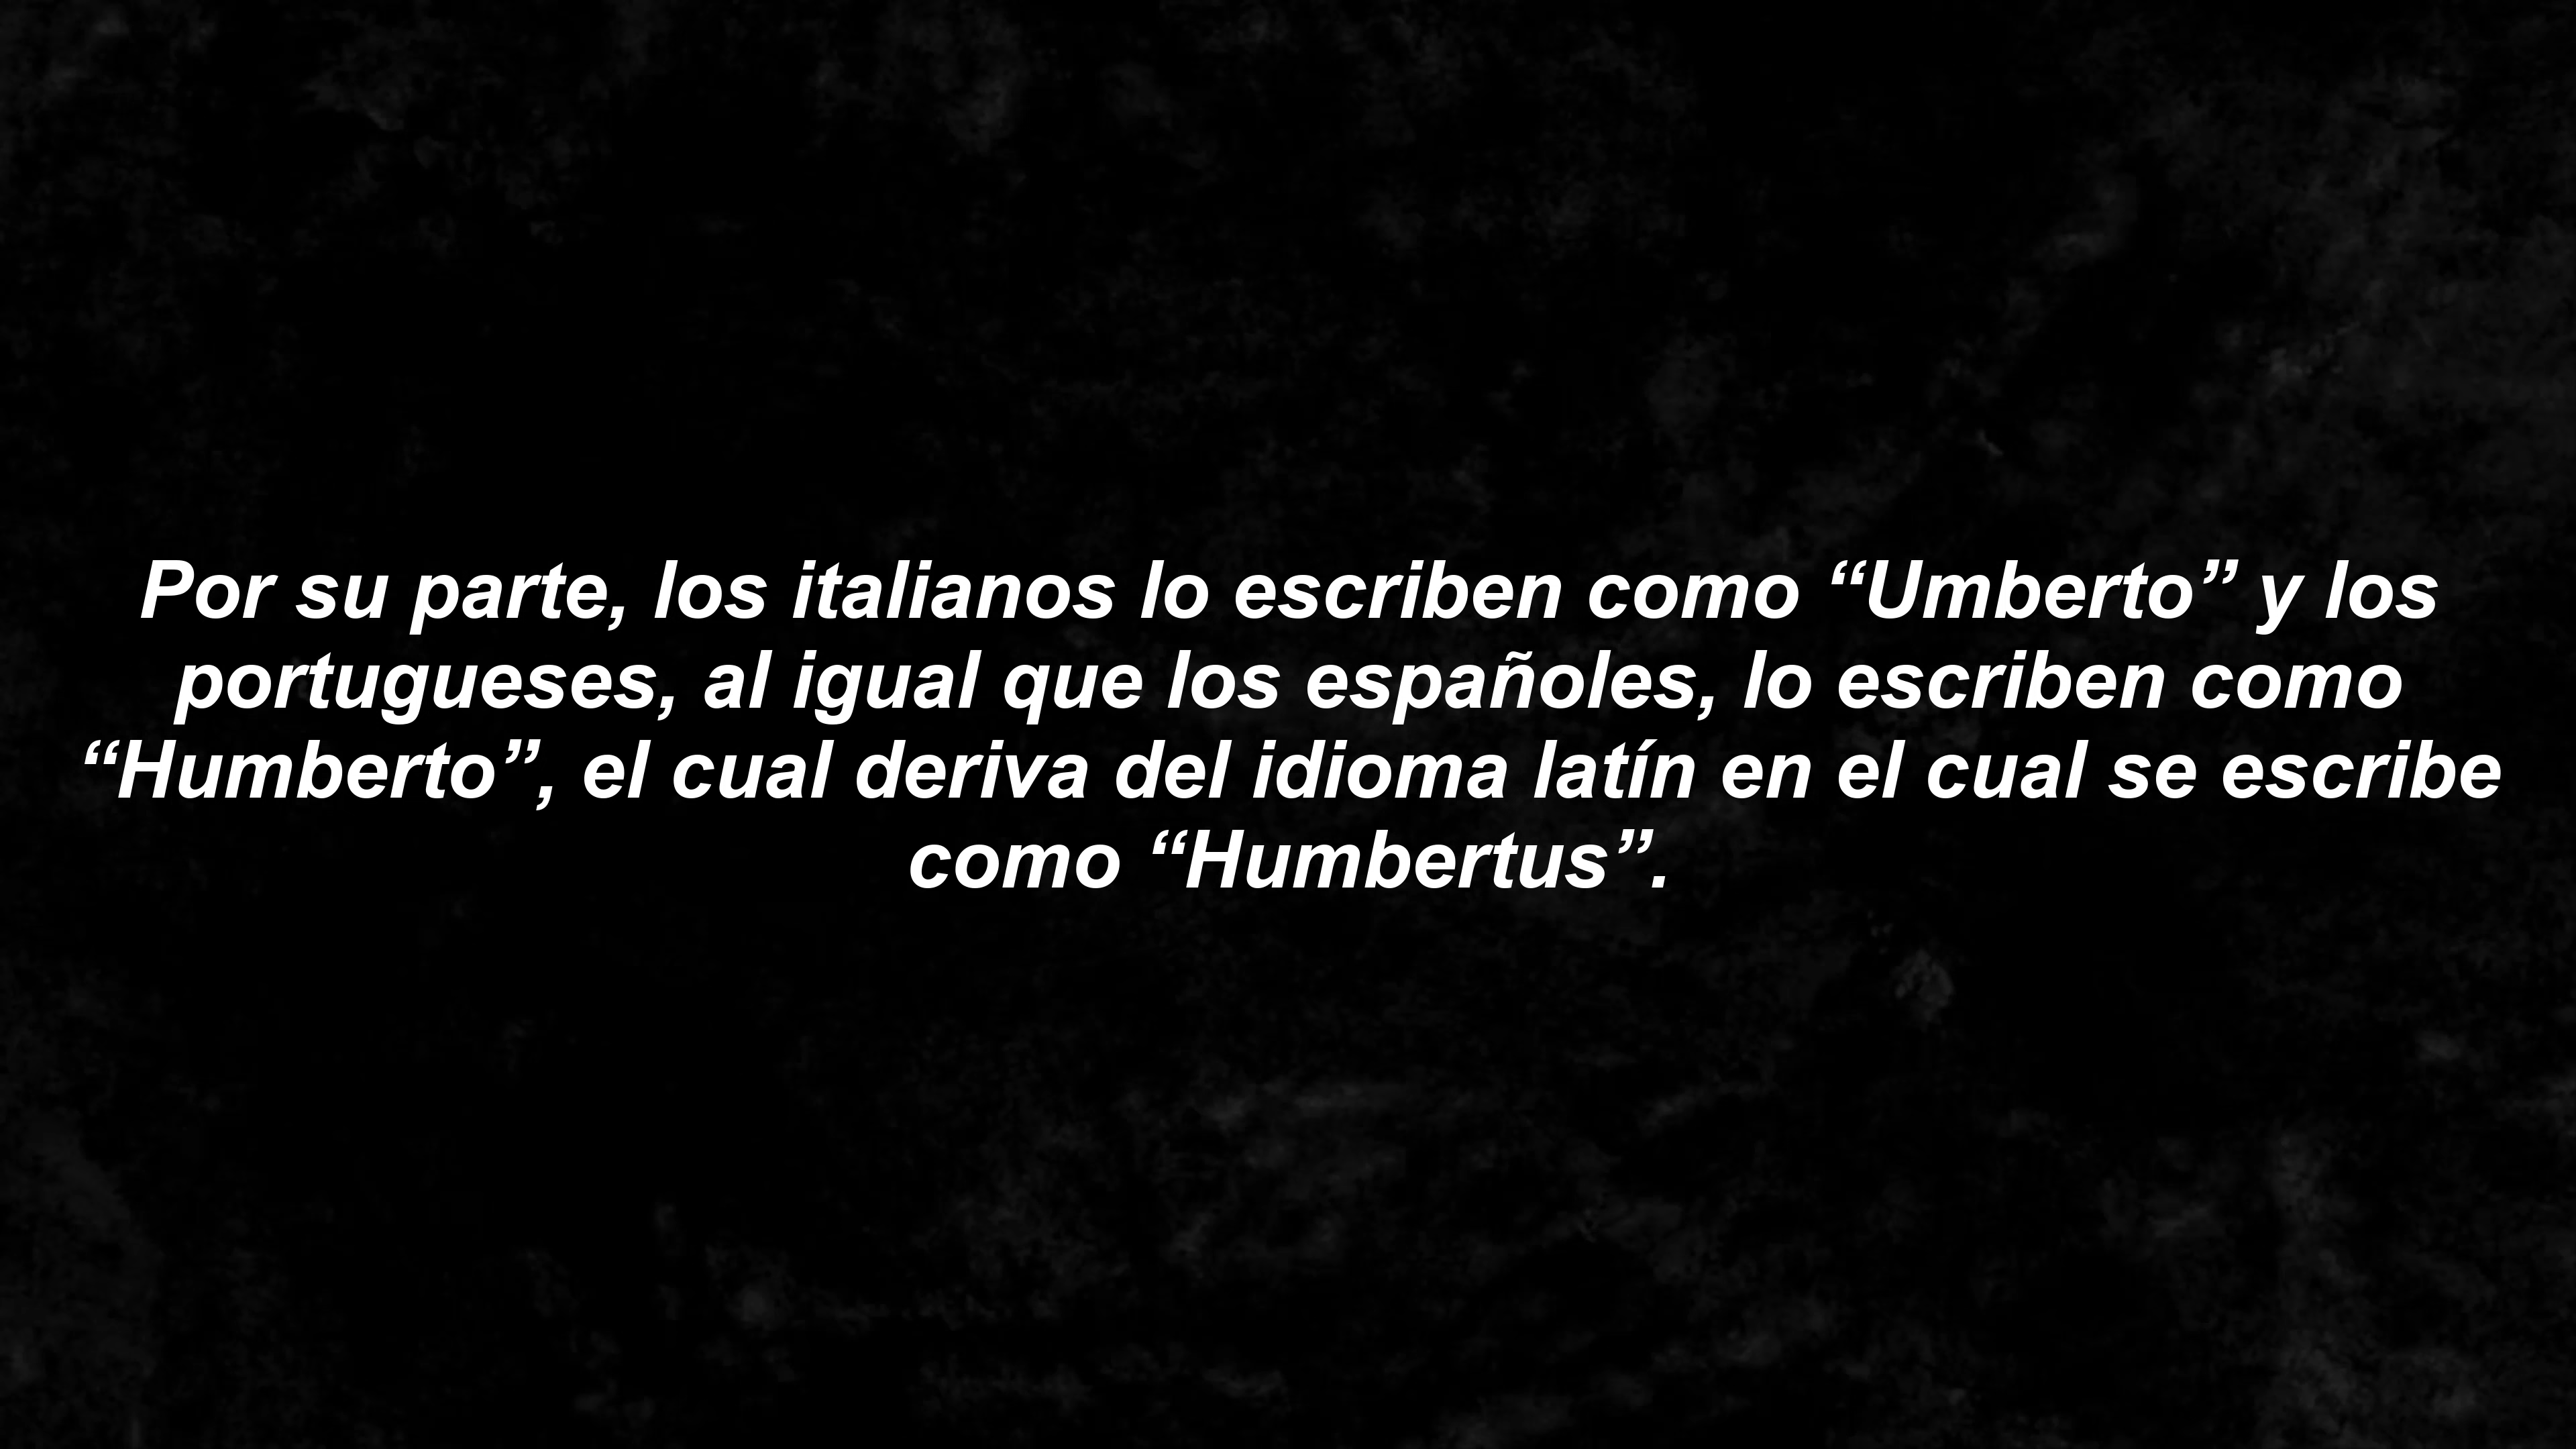 Por su parte, los italianos lo escriben como “Umberto” y los
portugueses, al igual que los españoles, lo escriben como
“Humberto”, el cual deriva del idioma latín en el cual se escribe
como “Humbertus”.